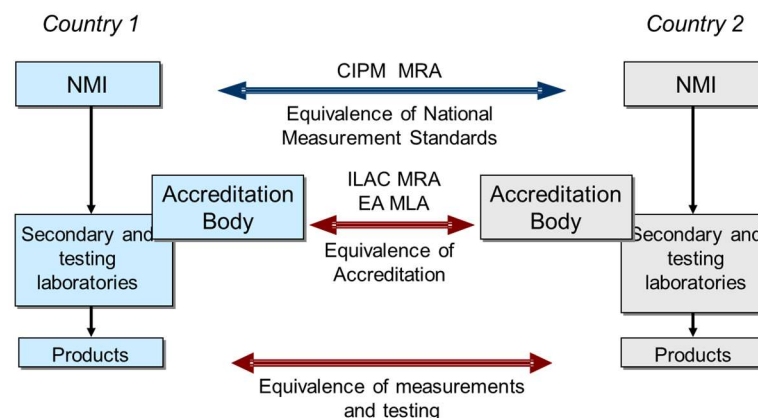 Country 1
Country 2
NMI
CIPM MRA
NMI
Equivalence of National
Measurement Standards
Accreditation
Body
ILAC MRA
EA MLA
Accreditation
Body
Secondary and
testing
laboratories
Equivalence of
Accreditation
Secondary and
testing
laboratories
Products
Products
Equivalence of measurements
and testing